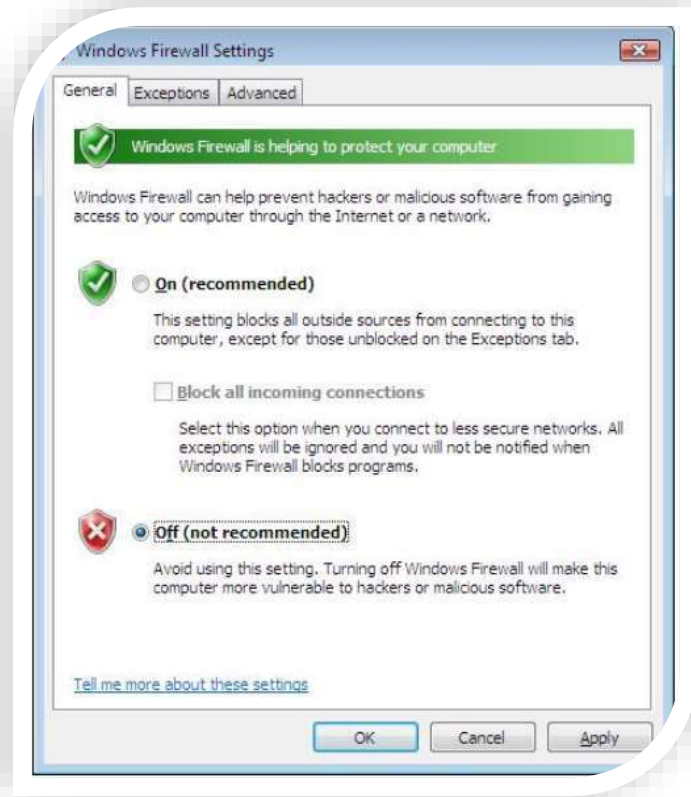 Windows Firewall Settings
General Exceptions Advanced
Windows Firewall is helping to protect your computer
Windows Firewall can help prevent hackers or malicious software from gaining
access to your computer through the Internet or a network.
On (recommended)
This setting blocks all outside sources from connecting to this
computer, except for those unblocked on the Exceptions tab.
Block all incoming connections
Select this option when you connect to less secure networks. All
exceptions will be ignored and you will not be notified when
Windows Firewall blocks programs.
Off (not recommended)
Avoid using this setting. Turning off Windows Firewall will make this
computer more vulnerable to hackers or malicious software.
Tell me more about these settings
OK Cancel Apply